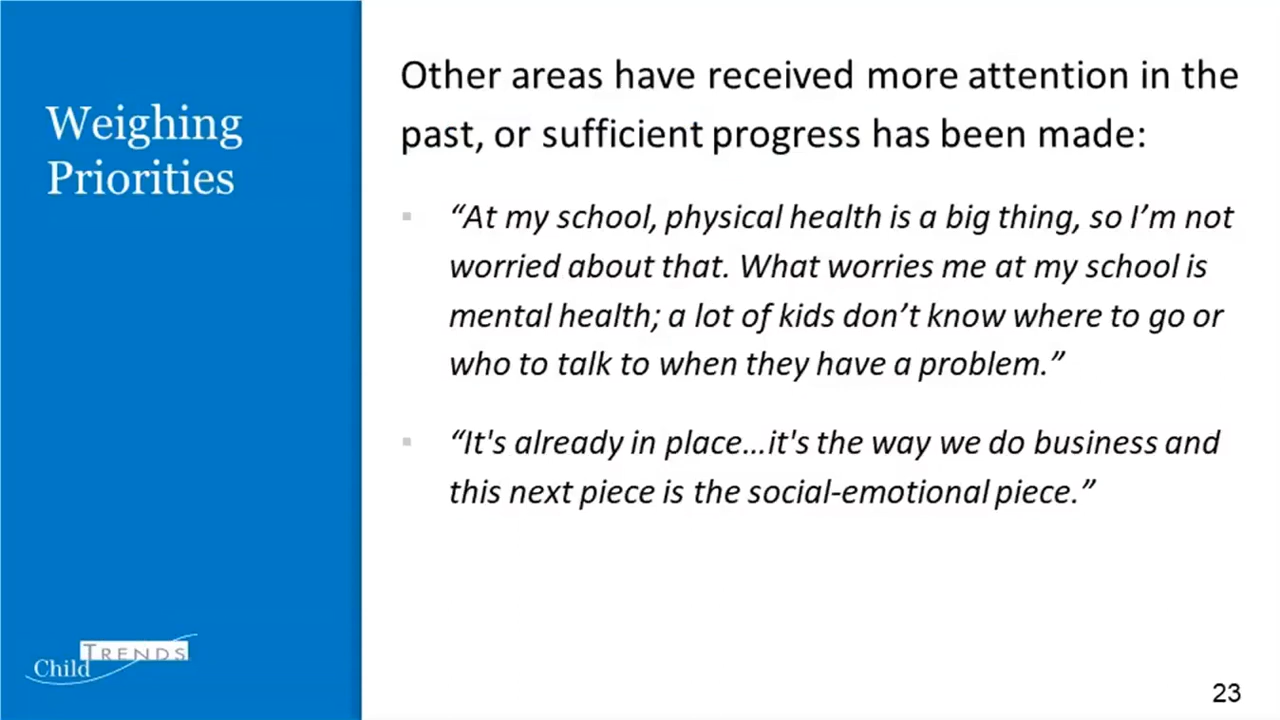 Weighing
Priorities
Other areas have received more attention in the
past, or sufficient progress has been made:
“At my school, physical health is a big thing, so I’m not
worried about that. What worries me at my school is
mental health; a lot of kids don’t know where to go or
who to talk to when they have a problem.”
“It's already in place…it's the way we do business and
this next piece is the social-emotional piece.”
Child TRENDS
23